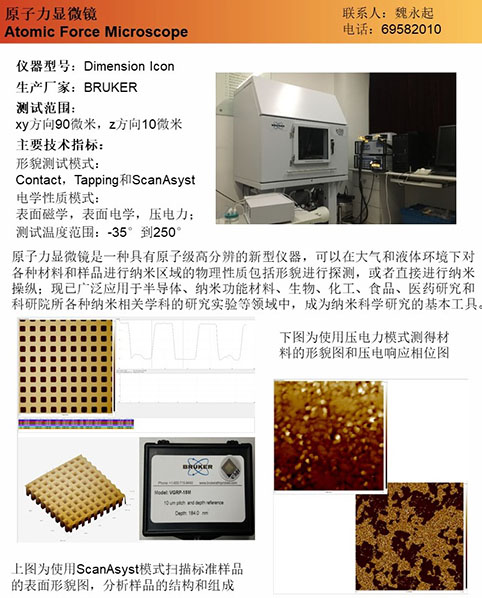 原子力显微镜
Atomic Force Microscope
联系人：魏永起
电话：69582010
仪器型号：Dimension Icon
生产厂家：BRUKER
测试范围：
xy方向90微米，z方向10微米
主要技术指标：
形貌测试模式：
Contact，Tapping和ScanAsyst
电学性质模式：
表面磁学，表面电学，压电力；
测试温度范围：-35°到250°
原子力显微镜是一种具有原子级高分辨的新型仪器，可以在大气和液体环境下对
各种材料和样品进行纳米区域的物理性质包括形貌进行探测，或者直接进行纳米
操纵；现已广泛应用于半导体、纳米功能材料、生物、化工、食品、医药研究和
科研院所各种纳米相关学科的研究实验等领域中，成为纳米科学研究的基本工具。
下图为使用压电力模式测得材
料的形貌图和压电响应相位图
BRUKER
Model: VGRP-15M
10 um pitch and depth reference
Depth: 184.0 nm
上图为使用ScanAsyst模式扫描标准样品
的表面形貌图，分析样品的结构和组成